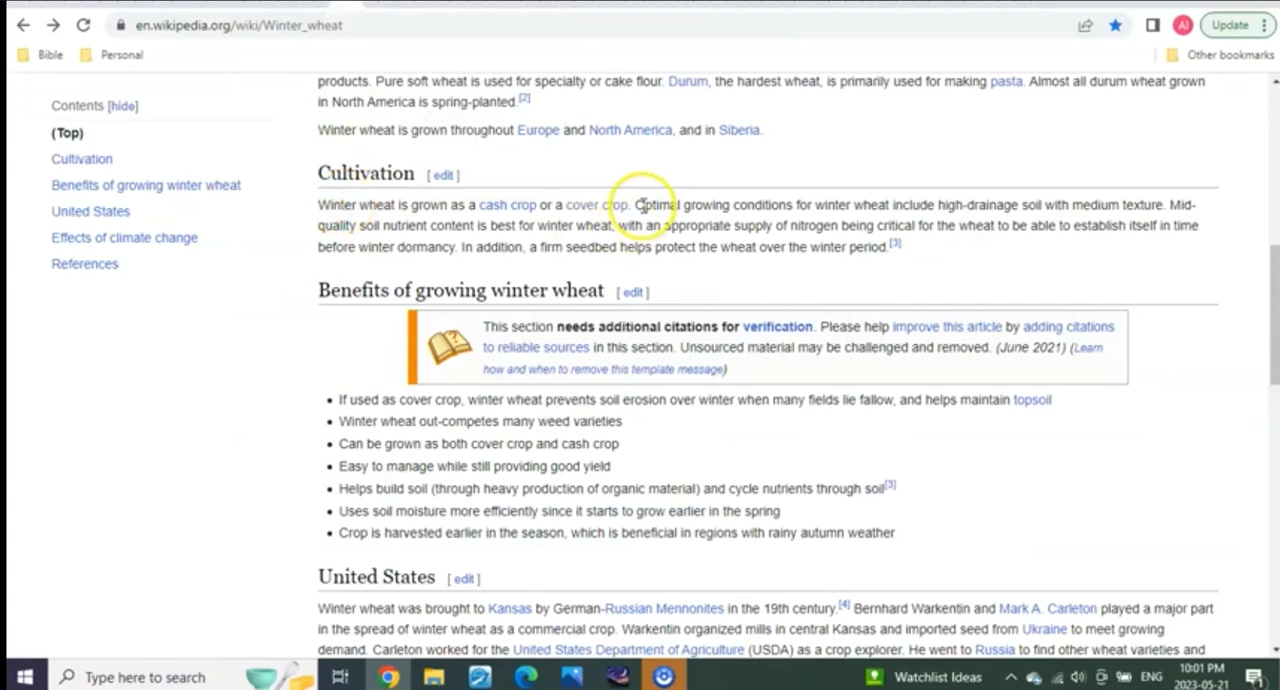 en.wikipedia.org/wiki/Winter_wheat
AI
Update
Bible
Personal
Other bookmarks
Contents [hide]
(Top)
Cultivation
Benefits of growing winter wheat
United States
Effects of climate change
References
products. Pure soft wheat is used for specialty or cake flour. Durum, the hardest wheat, is primarily used for making pasta. Almost all durum wheat grown
in North America is spring-planted.[2]
Winter wheat is grown throughout Europe and North America, and in Siberia.
Cultivation [ edit ]
Winter wheat is grown as a cash crop or a cover crop. Optimal growing conditions for winter wheat include high-drainage soil with medium texture. Mid-
quality soil nutrient content is best for winter wheat, with an appropriate supply of nitrogen being critical for the wheat to be able to establish itself in time
before winter dormancy. In addition, a firm seedbed helps protect the wheat over the winter period.[3]
Benefits of growing winter wheat [ edit ]
This section needs additional citations for verification. Please help improve this article by adding citations
to reliable sources in this section. Unsourced material may be challenged and removed. (June 2021) (Learn
how and when to remove this template message)
• If used as cover crop, winter wheat prevents soil erosion over winter when many fields lie fallow, and helps maintain topsoil
• Winter wheat out-competes many weed varieties
• Can be grown as both cover crop and cash crop
• Easy to manage while still providing good yield
• Helps build soil (through heavy production of organic material) and cycle nutrients through soil[3]
• Uses soil moisture more efficiently since it starts to grow earlier in the spring
• Crop is harvested earlier in the season, which is beneficial in regions with rainy autumn weather
United States [ edit ]
Winter wheat was brought to Kansas by German-Russian Mennonites in the 19th century.[4] Bernhard Warkentin and Mark A. Carleton played a major part
in the spread of winter wheat as a commercial crop. Warkentin organized mills in central Kansas and imported seed from Ukraine to meet growing
demand. Carleton worked for the United States Department of Agriculture (USDA) as a crop explorer. He went to Russia to find other wheat varieties and
Type here to search
Watchlist Ideas
ENG
10:01 PM
2023-05-21
1